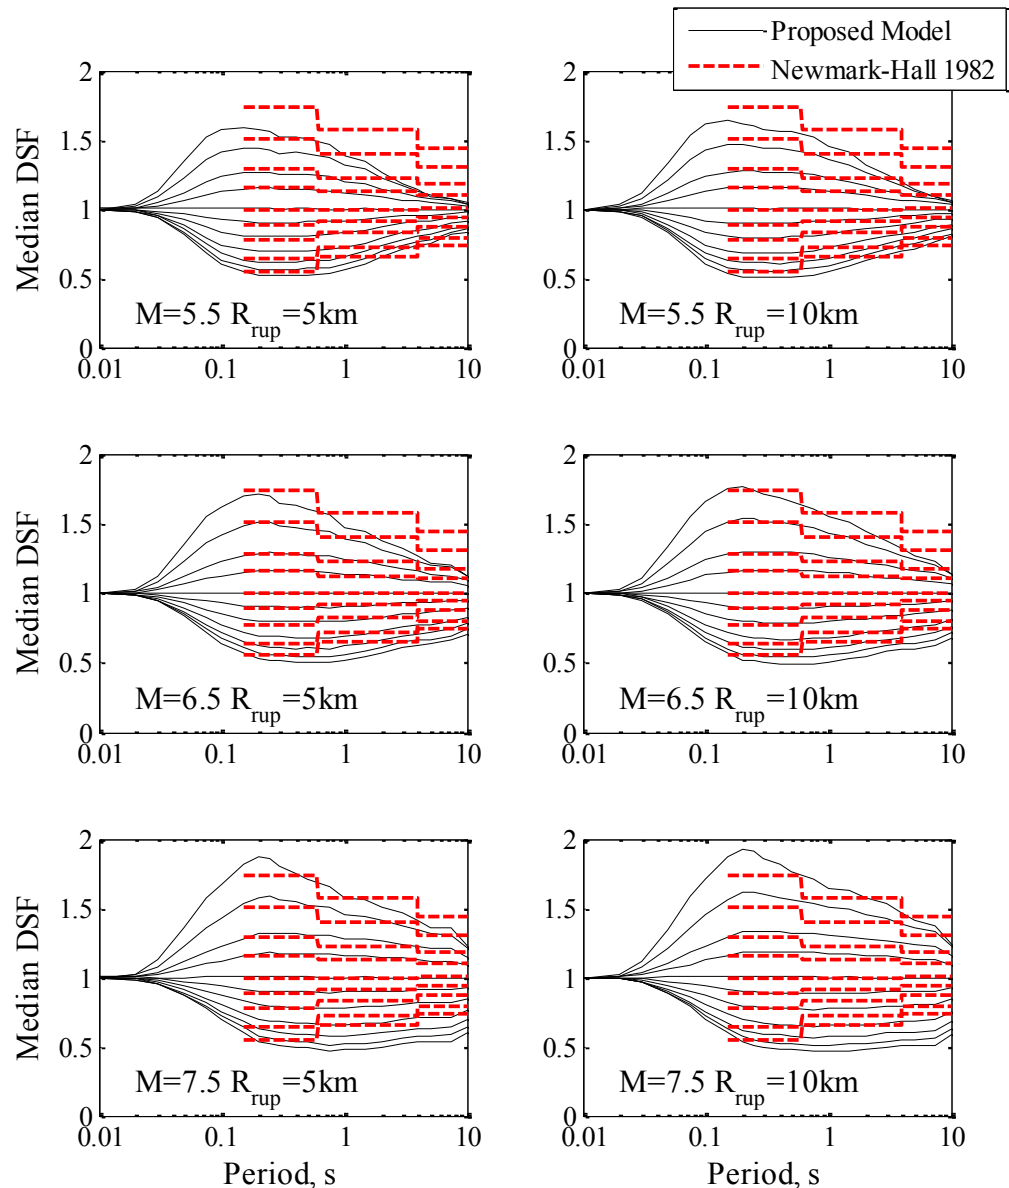 Proposed Model
Newmark-Hall 1982
Median DSF
2
1.5
1
0.5
0
M=5.5 R_rup=5km
0.01 0.1 1 10
2
1.5
1
0.5
0
M=5.5 R_rup=10km
0.01 0.1 1 10
Median DSF
2
1.5
1
0.5
0
M=6.5 R_rup=5km
0.01 0.1 1 10
2
1.5
1
0.5
0
M=6.5 R_rup=10km
0.01 0.1 1 10
Median DSF
2
1.5
1
0.5
0
M=7.5 R_rup=5km
0.01 0.1 1 10
Period, s
2
1.5
1
0.5
0
M=7.5 R_rup=10km
0.01 0.1 1 10
Period, s